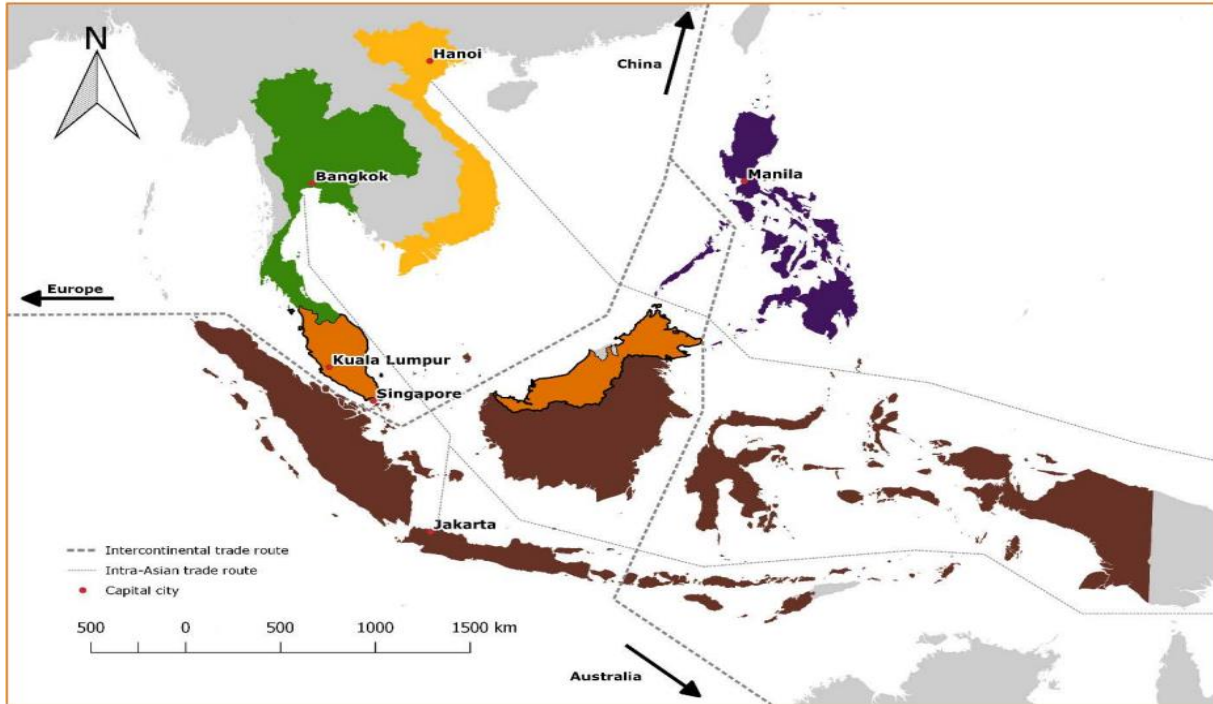 N
Hanoi
China
Bangkok
Manila
Europe
Kuala Lumpur
Singapore
Jakarta
Intercontinental trade route
Intra-Asian trade route
Capital city
500 0 500 1000 1500 km
Australia